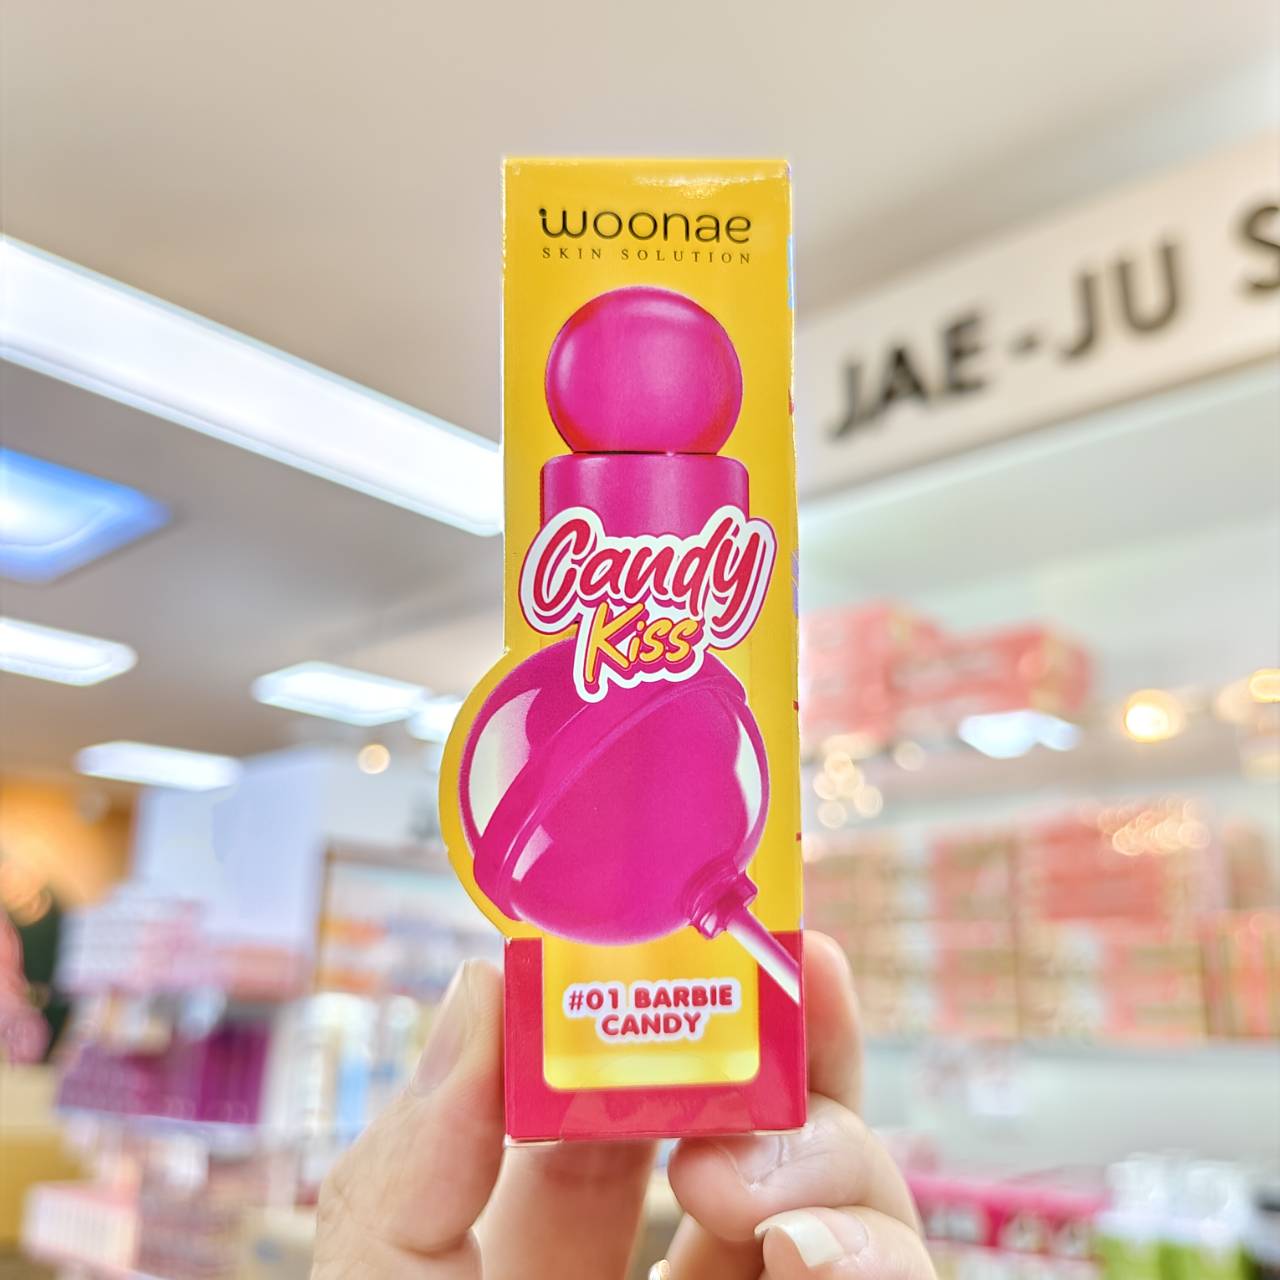 woonae
SKIN SOLUTION
Candy
Kiss
#01 BARBIE
CANDY
JAE-JU S